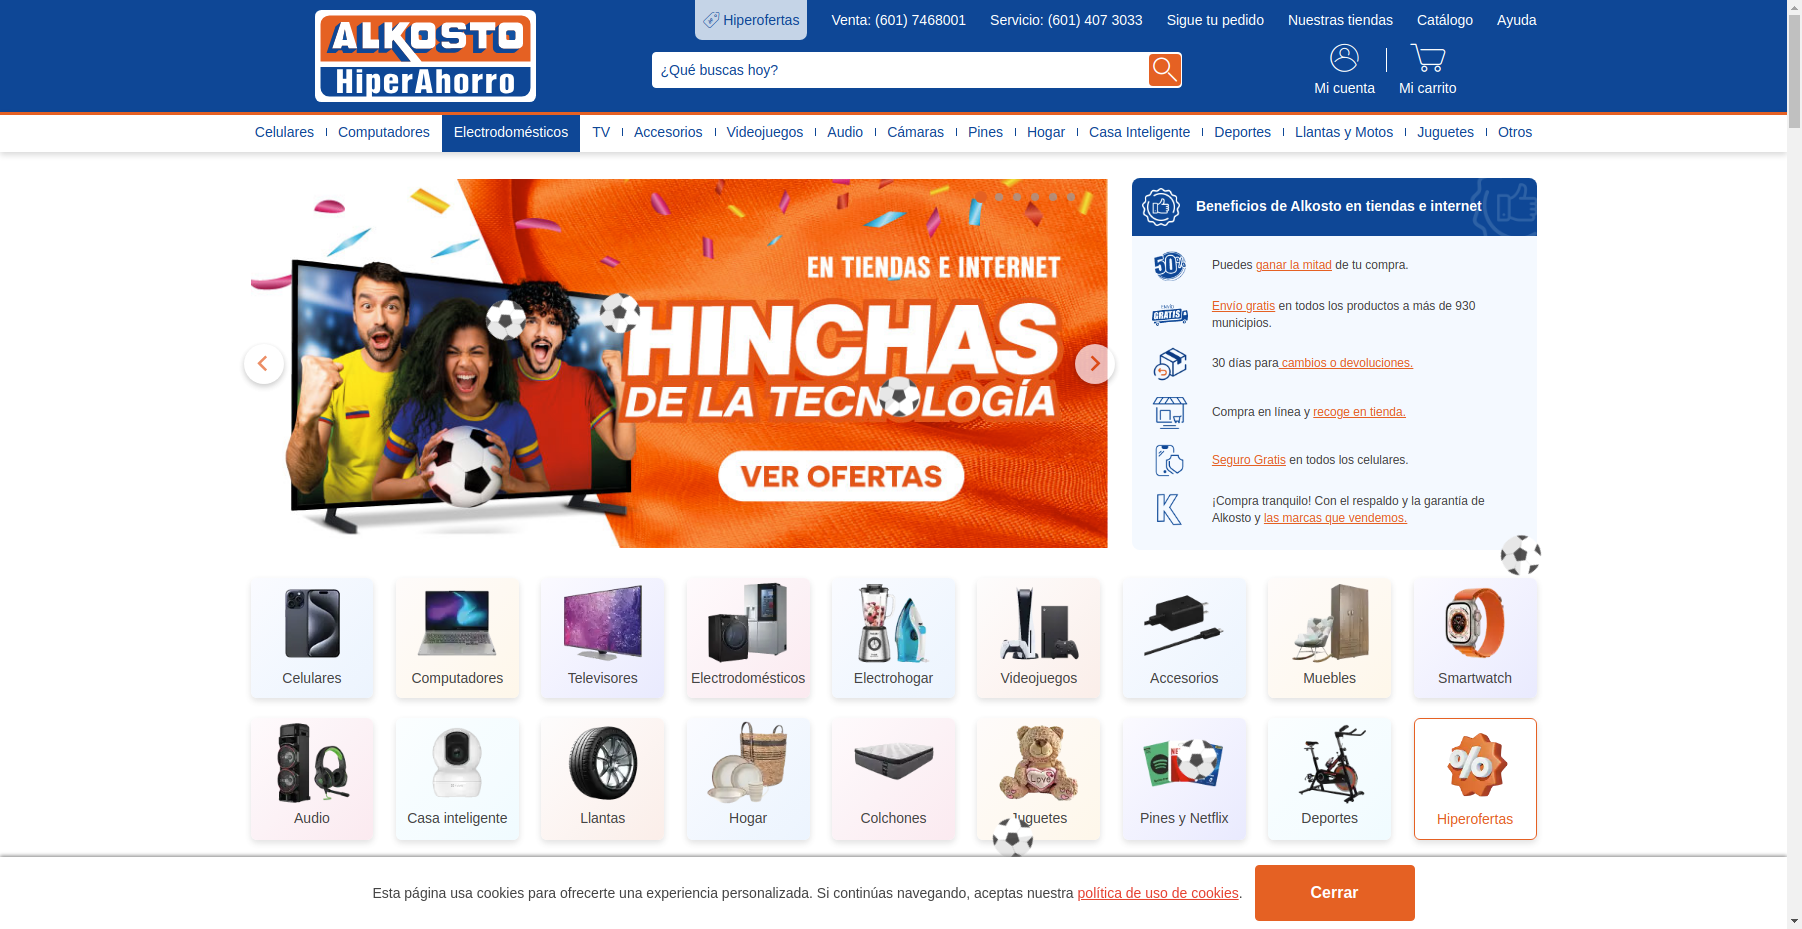 ALKOSTO
HiperAhorro
Hiperofertas
Venta: (601) 7468001
Servicio: (601) 407 3033
Sigue tu pedido
Nuestras tiendas
Catálogo
Ayuda
¿Qué buscas hoy?
Mi cuenta
Mi carrito
Celulares
Computadores
Electrodomésticos
TV
Accesorios
Videojuegos
Audio
Cámaras
Pines
Hogar
Casa Inteligente
Deportes
Llantas y Motos
Juguetes
Otros
EN TIENDAS E INTERNET
HINCHAS
DE LA TECNOLOGÍA
VER OFERTAS
Beneficios de Alkosto en tiendas e internet
50%
Puedes ganar la mitad de tu compra.
ENVÍO
GRATIS
Envío gratis en todos los productos a más de 930
municipios.
30 días para cambios o devoluciones.
Compra en línea y recoge en tienda.
Seguro Gratis en todos los celulares.
K
¡Compra tranquilo! Con el respaldo y la garantía de
Alkosto y las marcas que vendemos.
Celulares
Computadores
Televisores
Electrodomésticos
Electrohogar
Videojuegos
Accesorios
Muebles
Smartwatch
Love
%
Audio
Casa inteligente
Llantas
Hogar
Colchones
Juguetes
Pines y Netflix
Deportes
Hiperofertas
Esta página usa cookies para ofrecerte una experiencia personalizada. Si continúas navegando, aceptas nuestra política de uso de cookies.
Cerrar